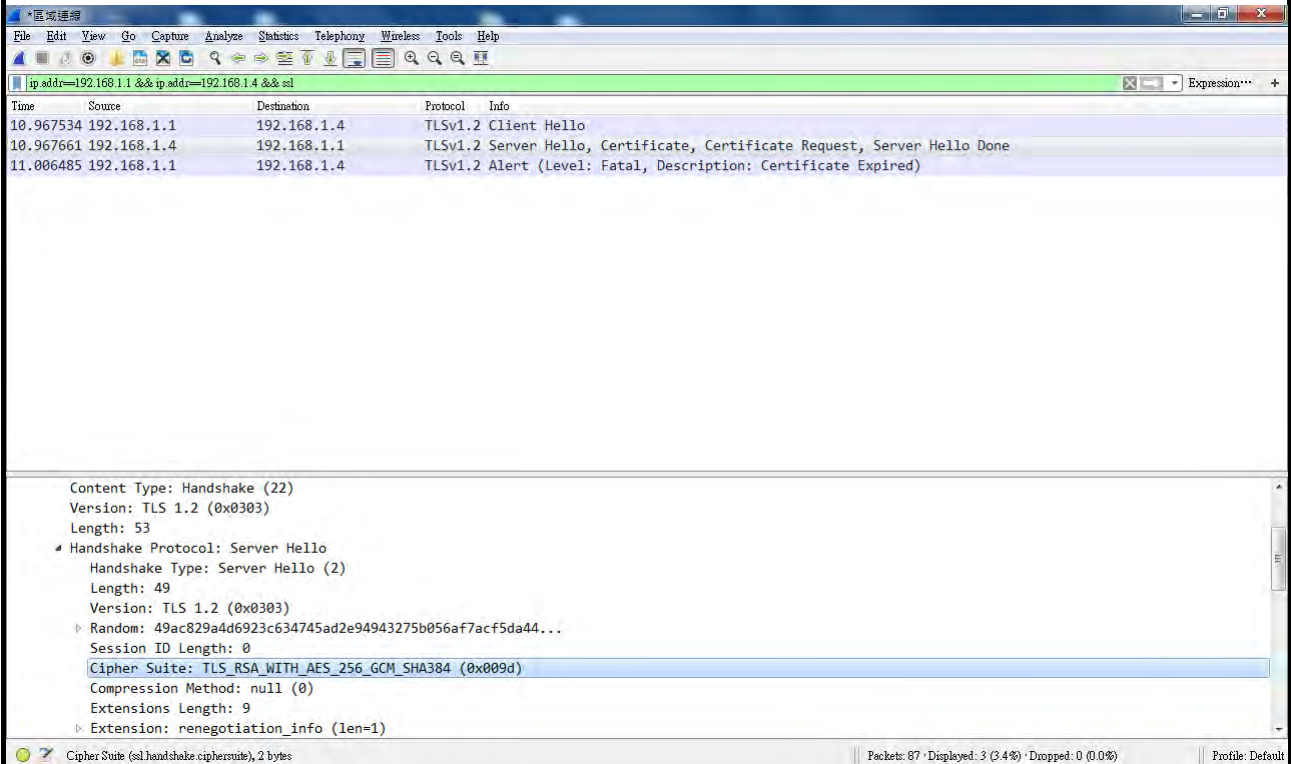 *區域連線
File Edit View Go Capture Analyze Statistics Telephony Wireless Tools Help
ip.addr==192.168.1.1 && ip.addr==192.168.1.4 && ssl Expression… +
Time Source Destination Protocol Info
10.967534 192.168.1.1 192.168.1.4 TLSv1.2 Client Hello
10.967661 192.168.1.4 192.168.1.1 TLSv1.2 Server Hello, Certificate, Certificate Request, Server Hello Done
11.006485 192.168.1.1 192.168.1.4 TLSv1.2 Alert (Level: Fatal, Description: Certificate Expired)
Content Type: Handshake (22)
Version: TLS 1.2 (0x0303)
Length: 53
Handshake Protocol: Server Hello
Handshake Type: Server Hello (2)
Length: 49
Version: TLS 1.2 (0x0303)
Random: 49ac829a4d6923c634745ad2e94943275b056af7acf5da44...
Session ID Length: 0
Cipher Suite: TLS_RSA_WITH_AES_256_GCM_SHA384 (0x009d)
Compression Method: null (0)
Extensions Length: 9
Extension: renegotiation_info (len=1)
Cipher Suite (ssl.handshake.ciphersuite), 2 bytes Packets: 87 · Displayed: 3 (3.4%) · Dropped: 0 (0.0%) Profile: Default